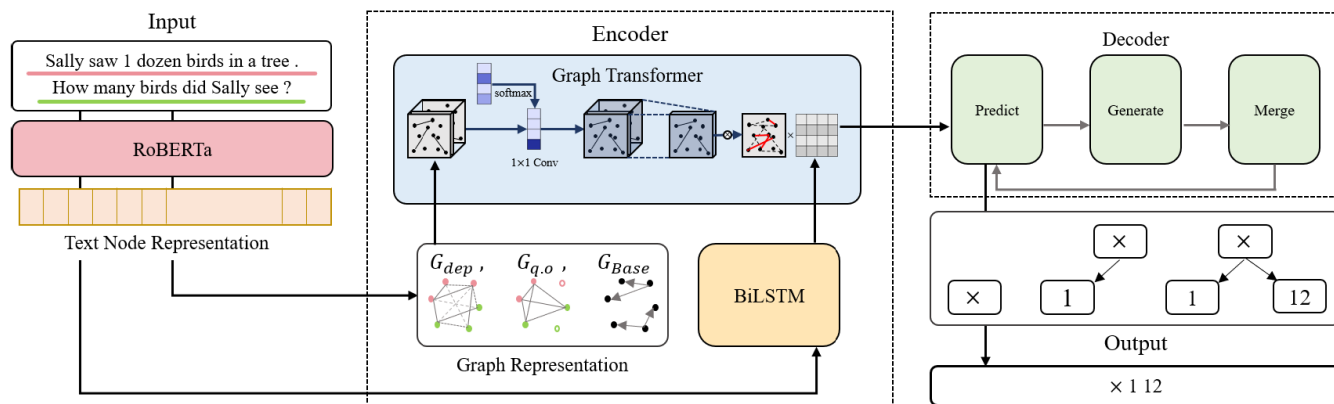 Input
Sally saw 1 dozen birds in a tree .
How many birds did Sally see ?
RoBERTa
Text Node Representation
Encoder
Graph Transformer
softmax
1×1 Conv
⊗
×
G_dep , G_q.o , G_Base
Graph Representation
BiLSTM
Decoder
Predict
Generate
Merge
× ×
× 1 1 12
Output
× 1 12